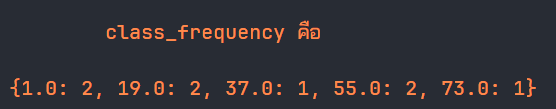 class_frequency คือ
{1.0: 2, 19.0: 2, 37.0: 1, 55.0: 2, 73.0: 1}